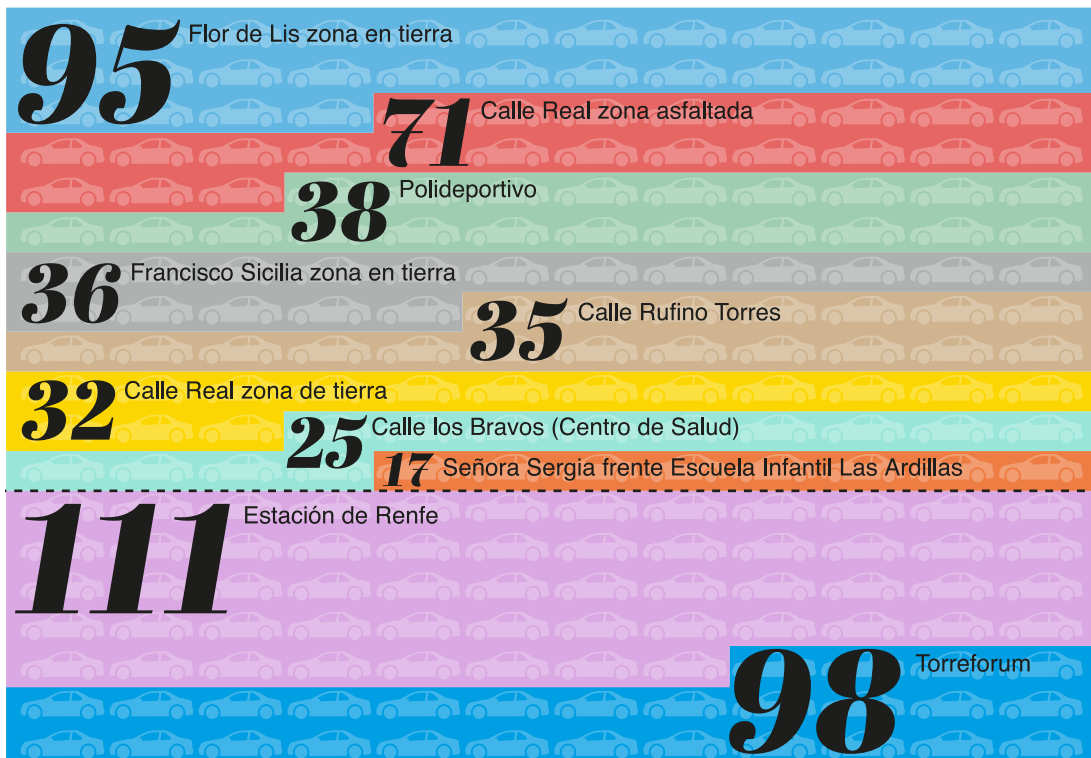 95 Flor de Lis zona en tierra
71 Calle Real zona asfaltada
38 Polideportivo
36 Francisco Sicilia zona en tierra
35 Calle Rufino Torres
32 Calle Real zona de tierra
25 Calle los Bravos (Centro de Salud)
17 Señora Sergia frente Escuela Infantil Las Ardillas
111 Estación de Renfe
98 Torreforum